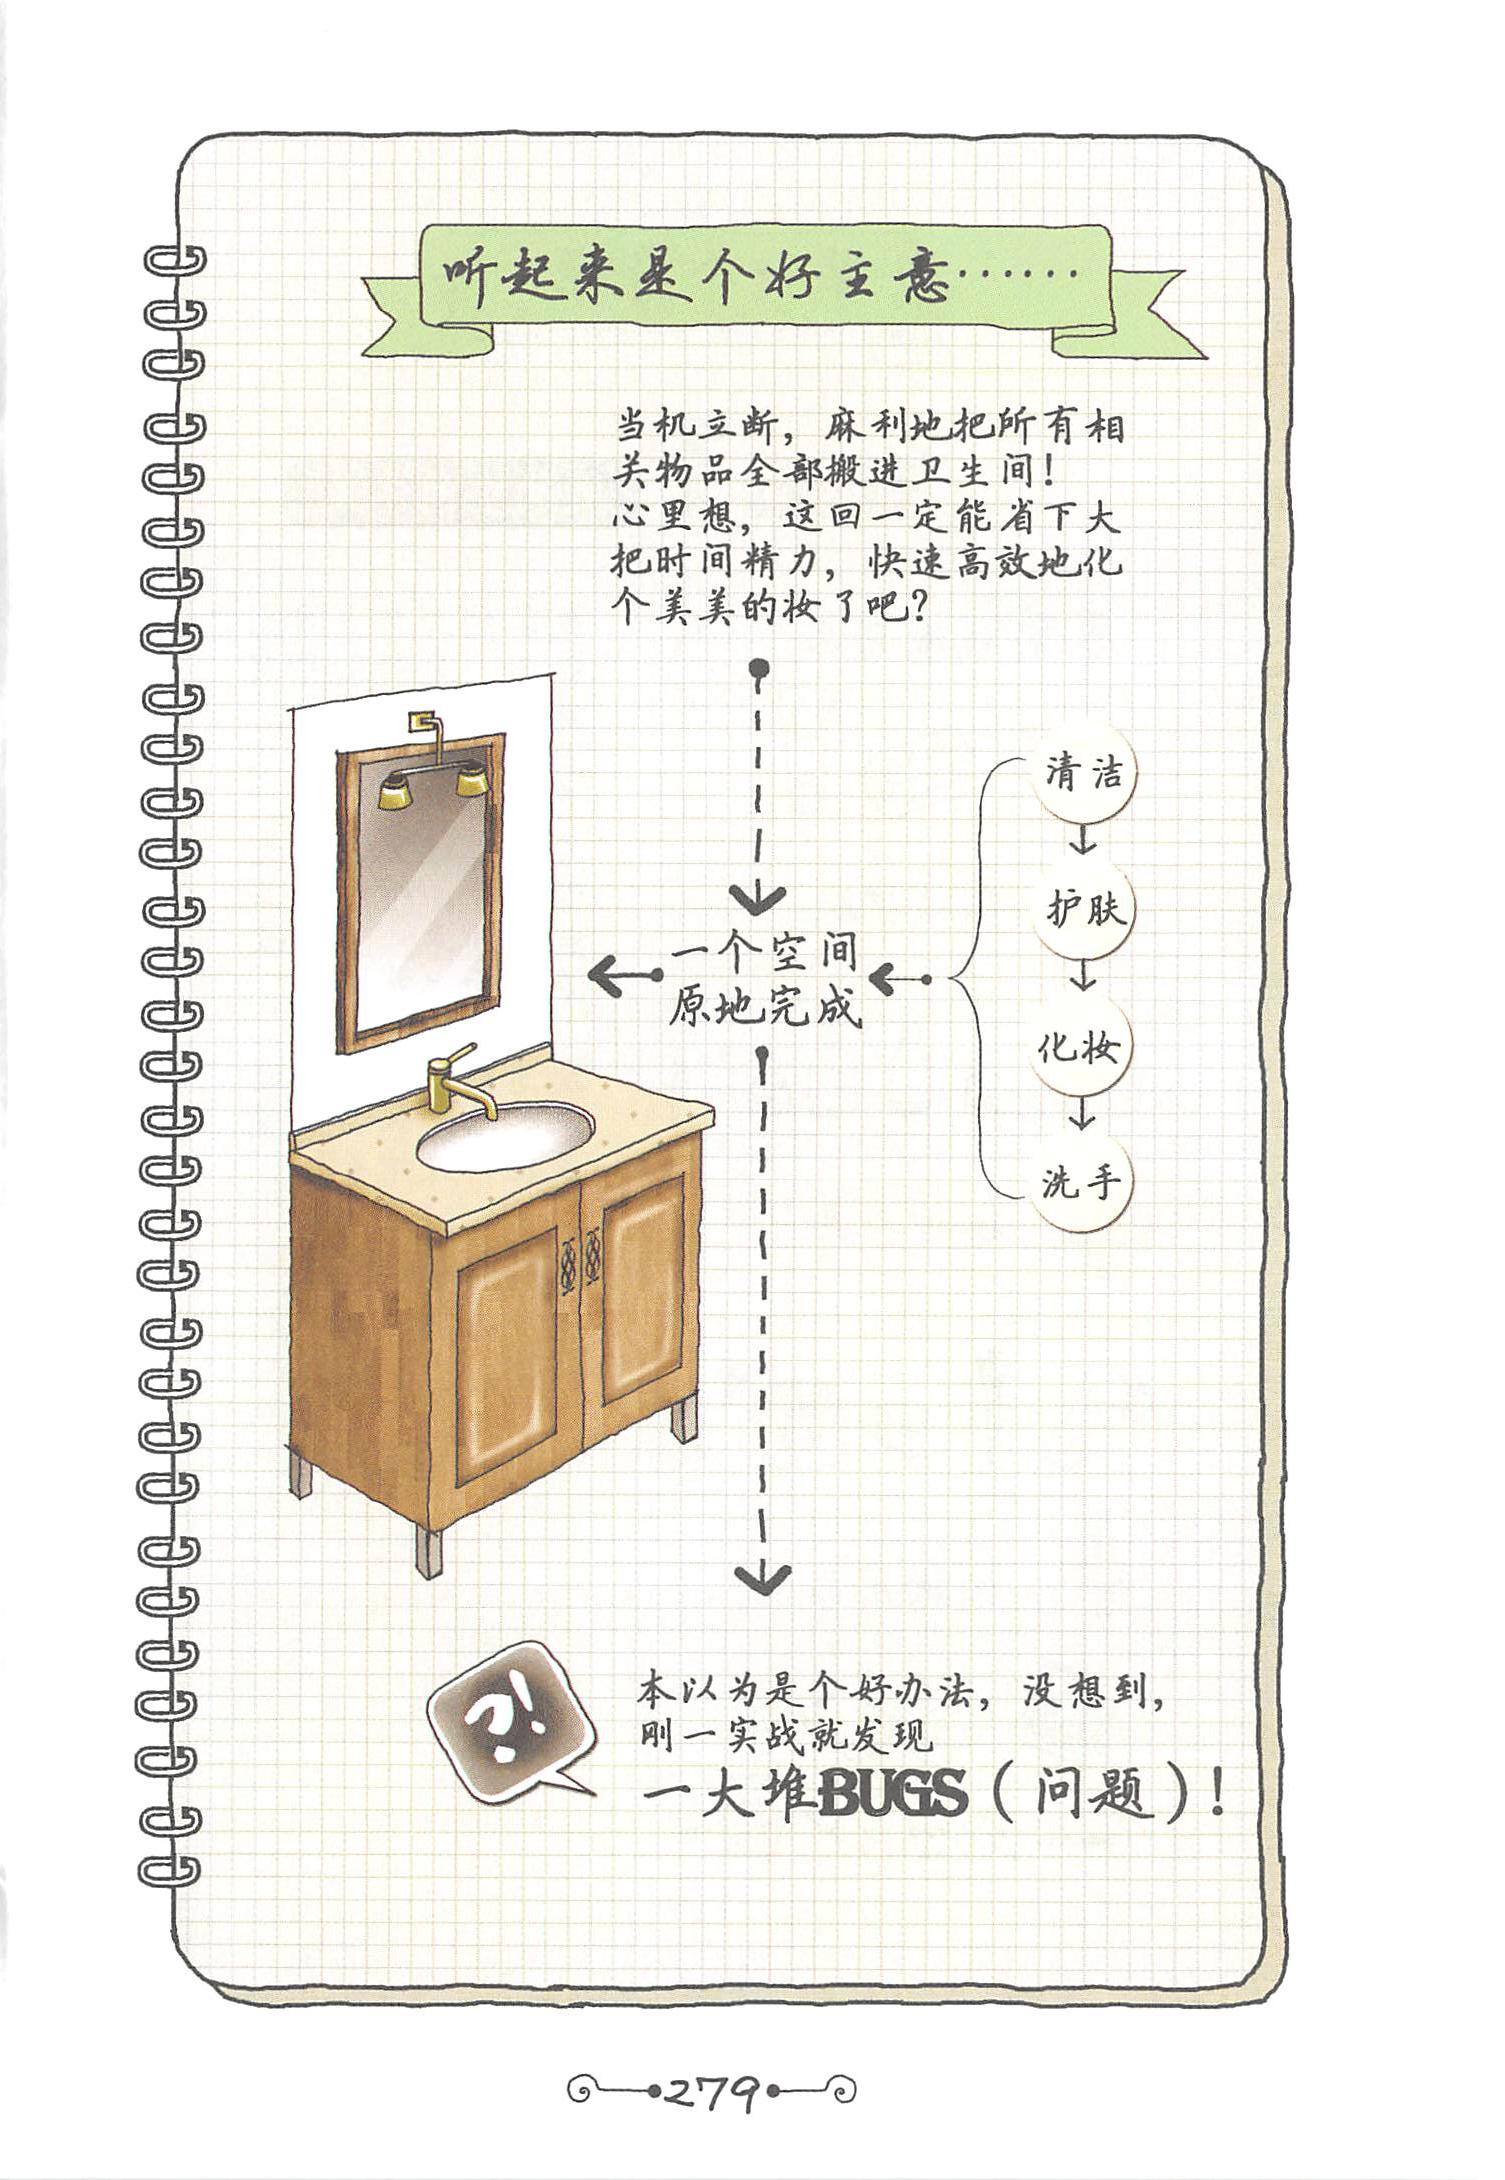 听起来是个好主意······
当机立断，麻利地把所有相
关物品全部搬进卫生间！
心里想，这回一定能省下大
把时间精力，快速高效地化
个美美的妆了吧？
一个空间
原地完成
清洁
护肤
化妆
洗手
?!
本以为是个好办法，没想到，
刚一实战就发现
一大堆BUGS（问题）！
279